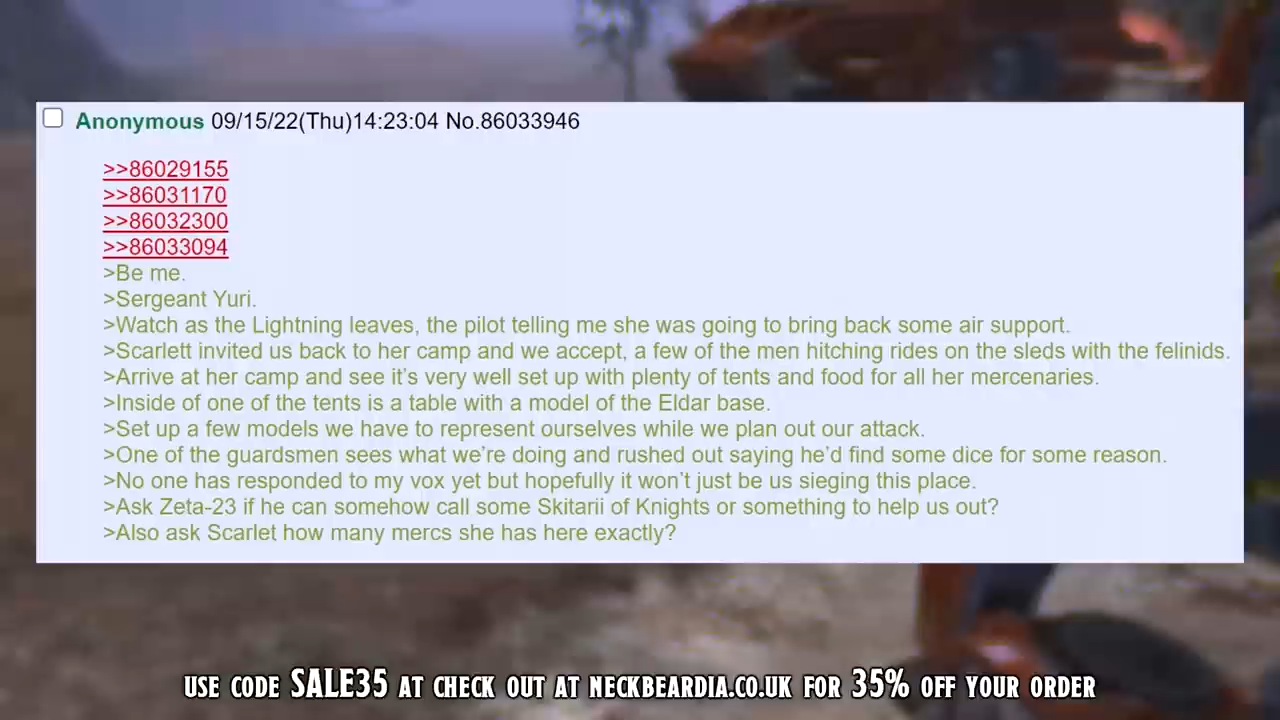 Anonymous 09/15/22(Thu)14:23:04 No.86033946
>>86029155
>>86031170
>>86032300
>>86033094
>Be me.
>Sergeant Yuri.
>Watch as the Lightning leaves, the pilot telling me she was going to bring back some air support.
>Scarlett invited us back to her camp and we accept, a few of the men hitching rides on the sleds with the felinids.
>Arrive at her camp and see it's very well set up with plenty of tents and food for all her mercenaries.
>Inside of one of the tents is a table with a model of the Eldar base.
>Set up a few models we have to represent ourselves while we plan out our attack.
>One of the guardsmen sees what we're doing and rushed out saying he'd find some dice for some reason.
>No one has responded to my vox yet but hopefully it won't just be us sieging this place.
>Ask Zeta-23 if he can somehow call some Skitarii of Knights or something to help us out?
>Also ask Scarlet how many mercs she has here exactly?
USE CODE SALE35 AT CHECK OUT AT NECKBEARDIA.CO.UK FOR 35% OFF YOUR ORDER